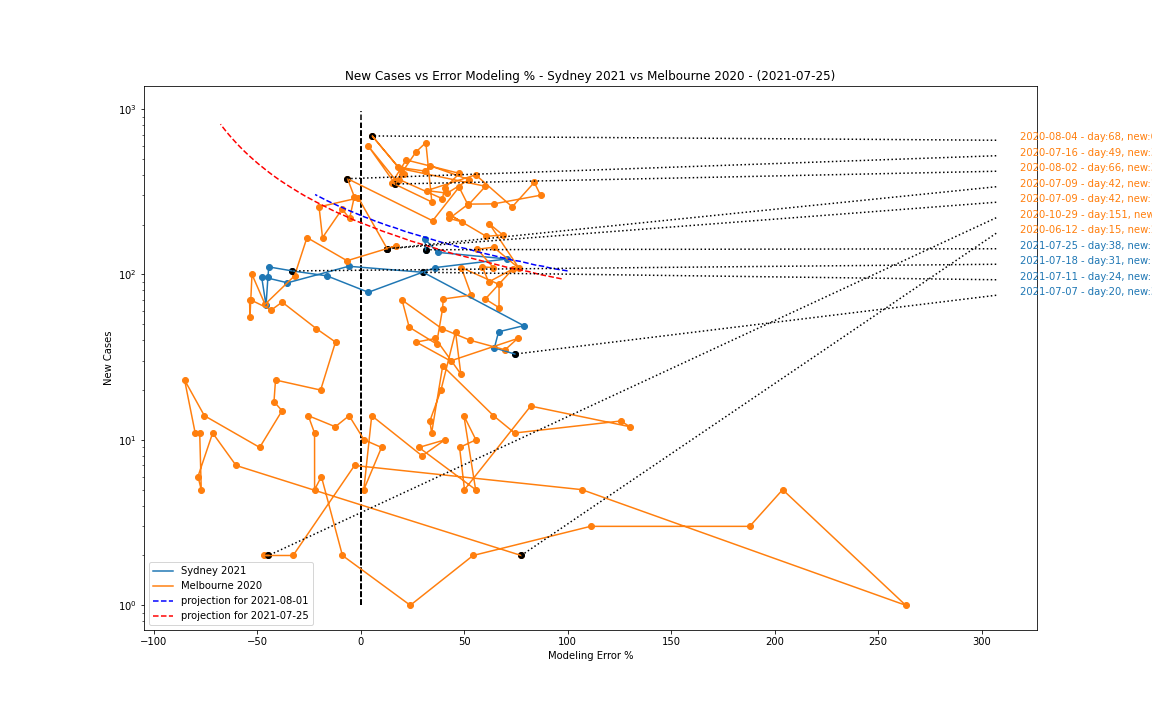 New Cases vs Error Modeling % - Sydney 2021 vs Melbourne 2020 - (2021-07-25)
10³
10²
10¹
10⁰
New Cases
2020-08-04 - day:68, new:
2020-07-16 - day:49, new:
2020-08-02 - day:66, new:
2020-07-09 - day:42, new:
2020-07-09 - day:42, new:
2020-10-29 - day:151, new
2020-06-12 - day:15, new:
2021-07-25 - day:38, new:
2021-07-18 - day:31, new:
2021-07-11 - day:24, new:
2021-07-07 - day:20, new:
Sydney 2021
Melbourne 2020
projection for 2021-08-01
projection for 2021-07-25
−100 −50 0 50 100 150 200 250 300
Modeling Error %